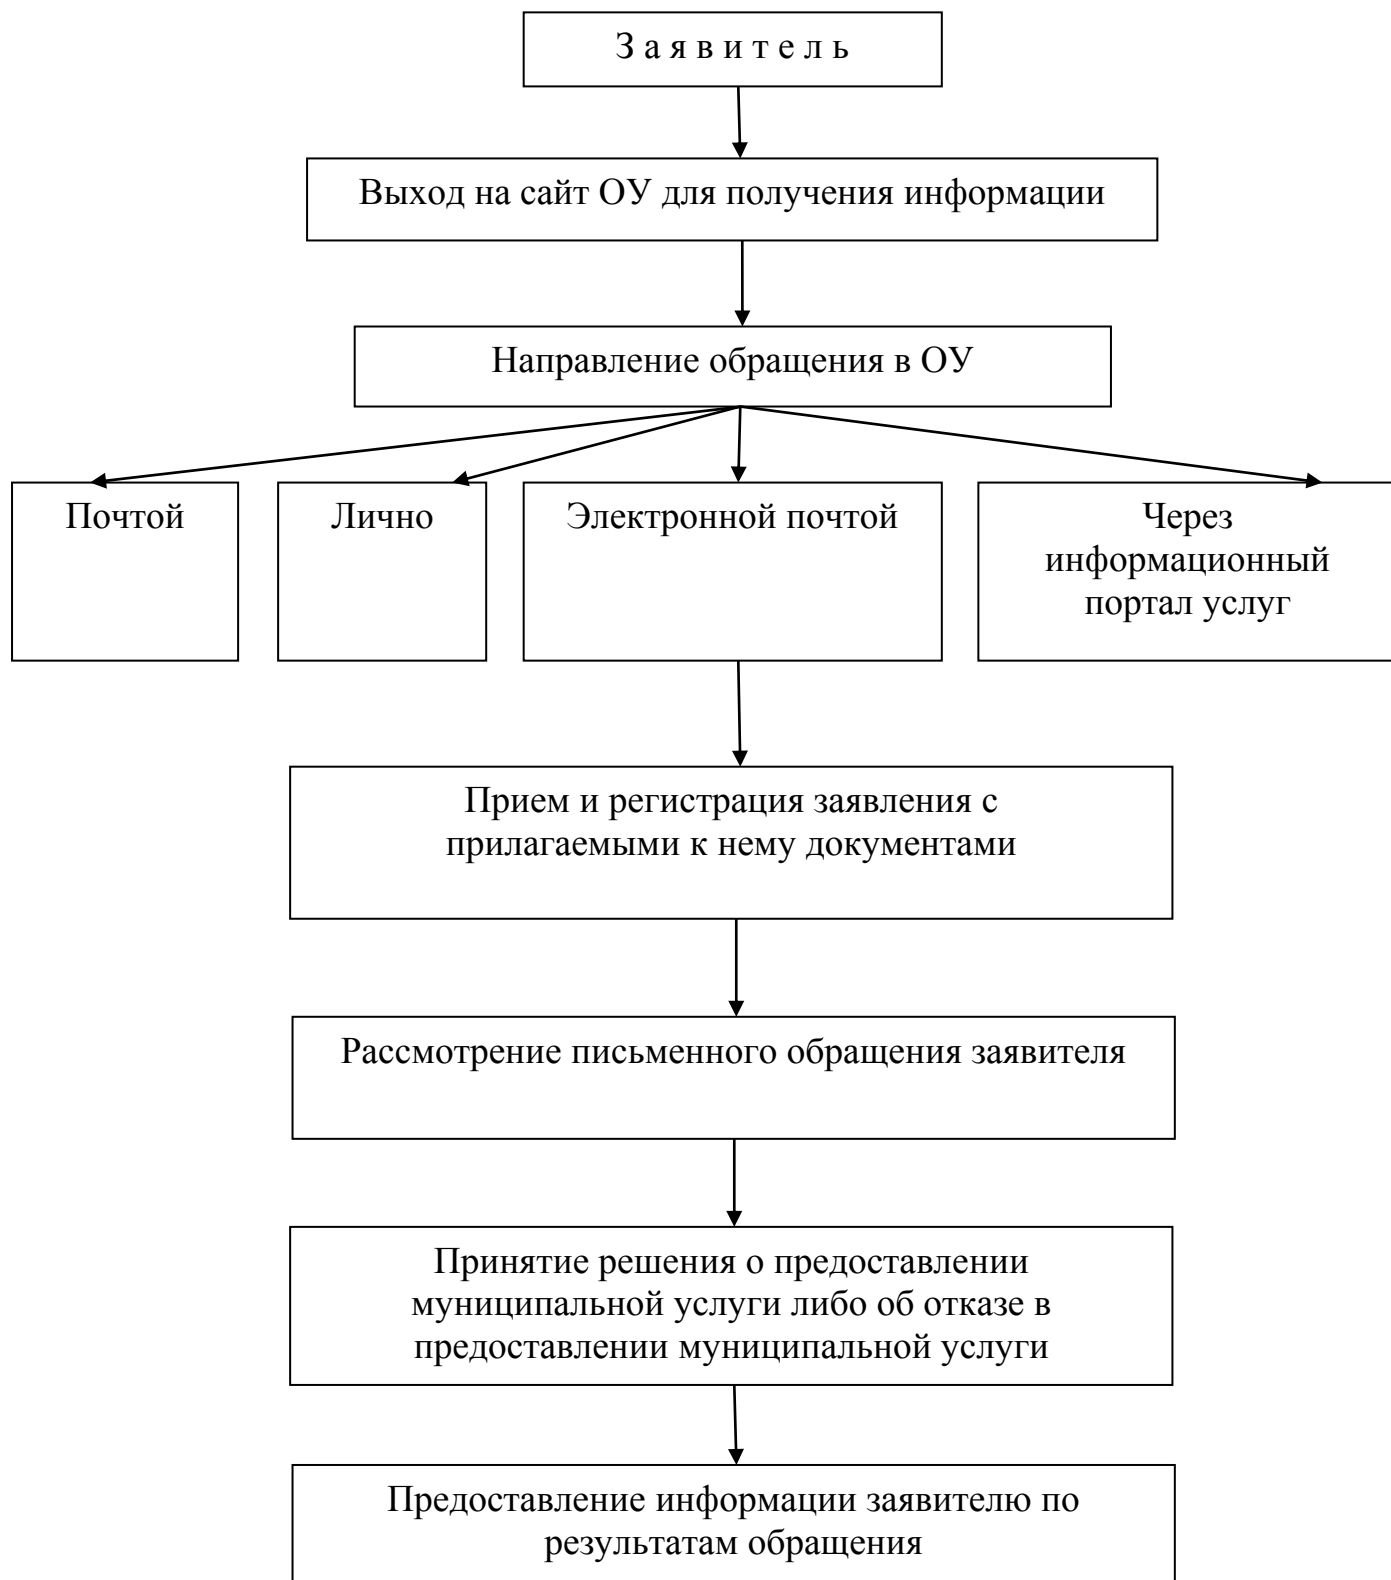 З а я в и т е л ь
Выход на сайт ОУ для получения информации
Направление обращения в ОУ
Почтой
Лично
Электронной почтой
Через
информационный
портал услуг
Прием и регистрация заявления с
прилагаемыми к нему документами
Рассмотрение письменного обращения заявителя
Принятие решения о предоставлении
муниципальной услуги либо об отказе в
предоставлении муниципальной услуги
Предоставление информации заявителю по
результатам обращения